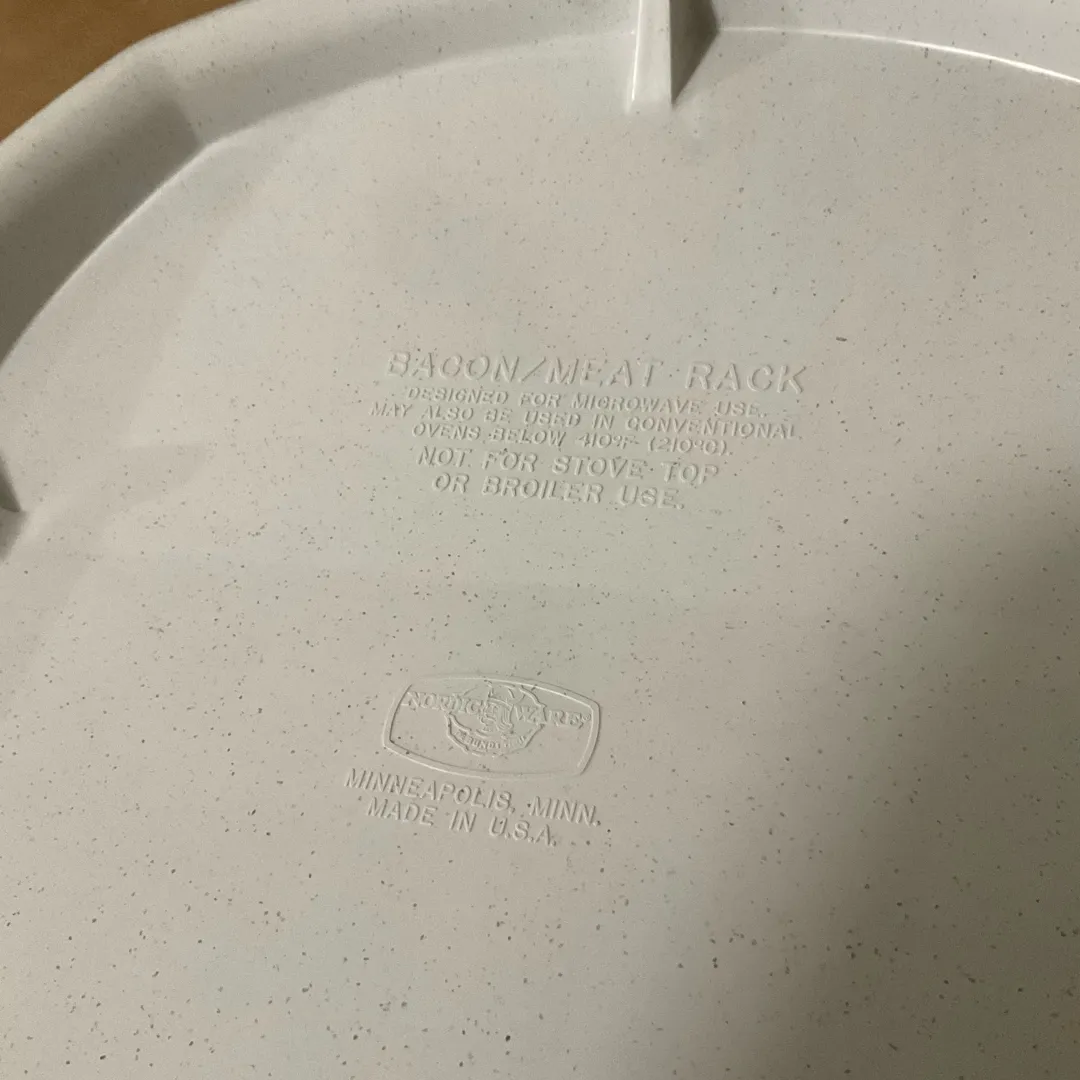 BACON/MEAT RACK
DESIGNED FOR MICROWAVE USE.
MAY ALSO BE USED IN CONVENTIONAL
OVENS BELOW 410°F (210°C).
NOT FOR STOVE TOP
OR BROILER USE.
NORDIC WARE
MINNEAPOLIS, MINN.
MADE IN U.S.A.